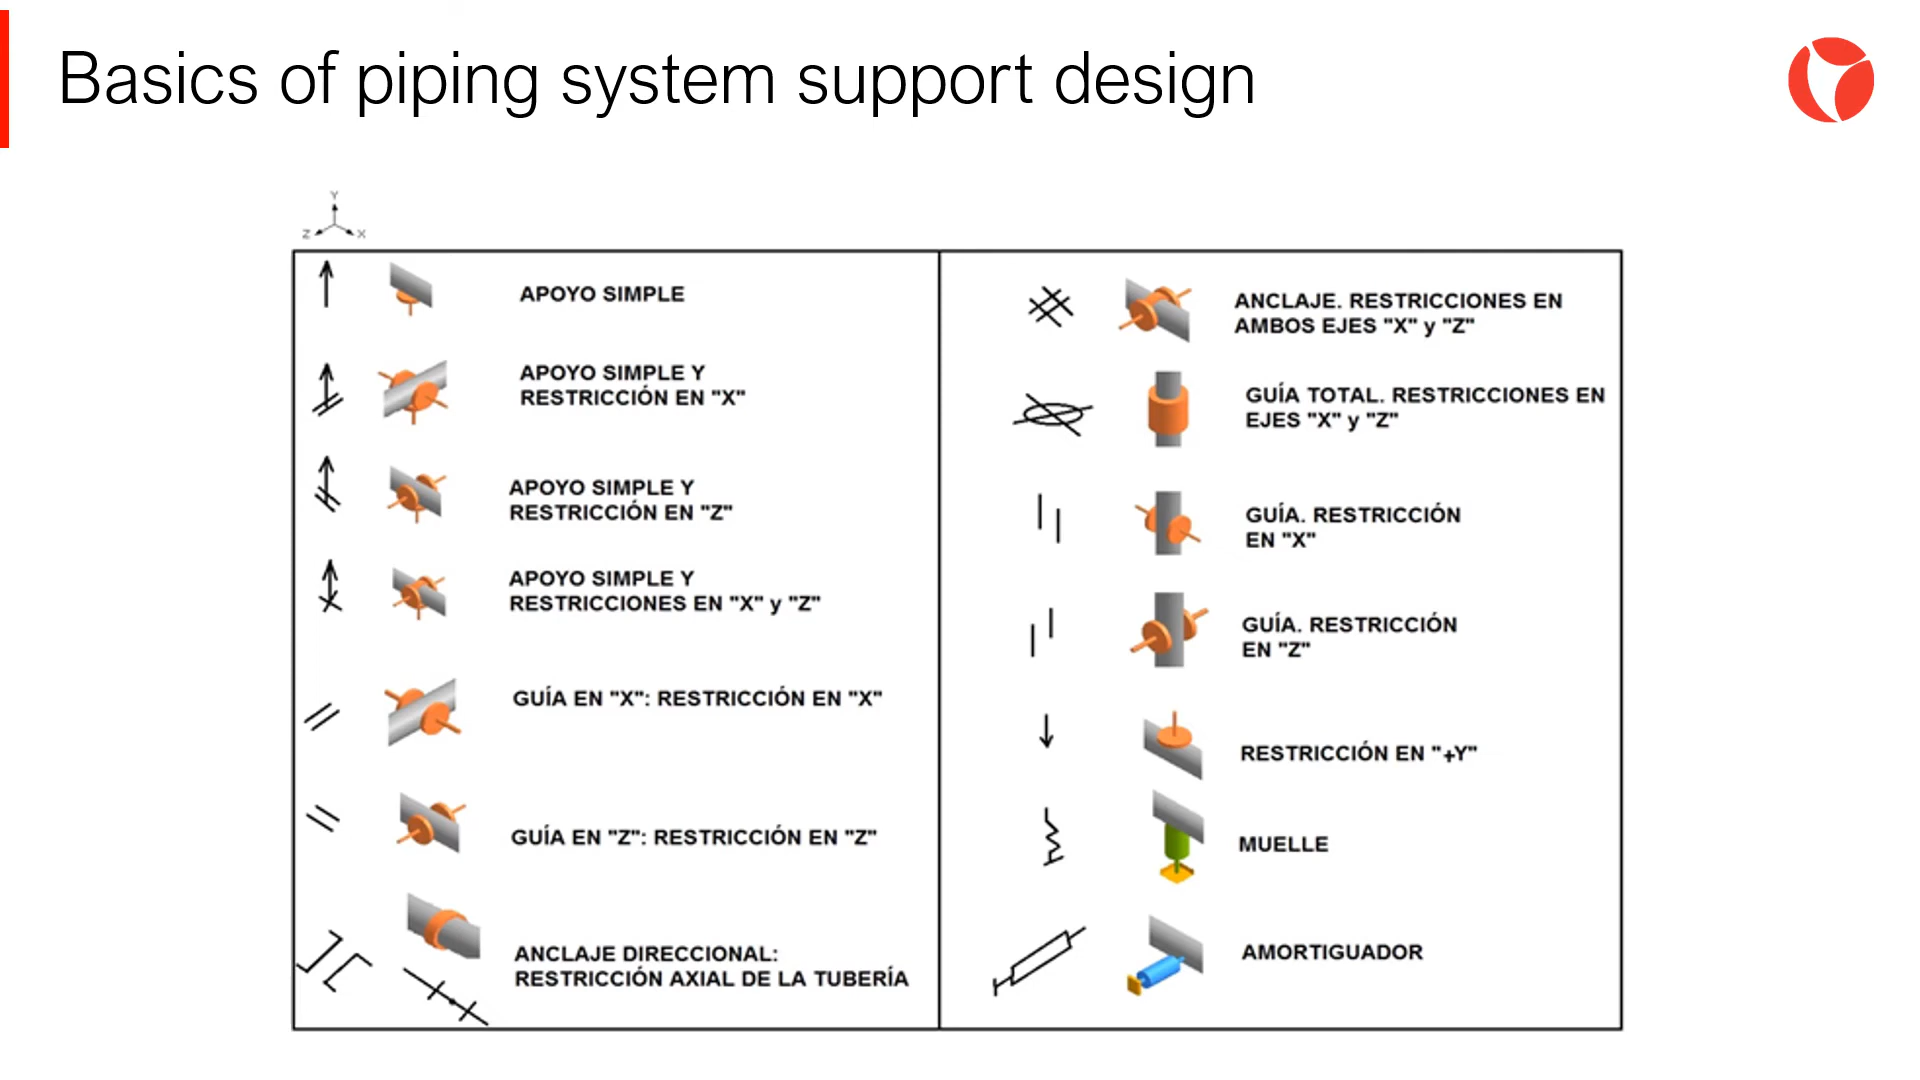 Basics of piping system support design
Y
Z
X
APOYO SIMPLE
APOYO SIMPLE Y
RESTRICCIÓN EN "X"
APOYO SIMPLE Y
RESTRICCIÓN EN "Z"
APOYO SIMPLE Y
RESTRICCIONES EN "X" y "Z"
GUÍA EN "X": RESTRICCIÓN EN "X"
GUÍA EN "Z": RESTRICCIÓN EN "Z"
ANCLAJE DIRECCIONAL:
RESTRICCIÓN AXIAL DE LA TUBERÍA
ANCLAJE. RESTRICCIONES EN
AMBOS EJES "X" y "Z"
GUÍA TOTAL. RESTRICCIONES EN
EJES "X" y "Z"
GUÍA. RESTRICCIÓN
EN "X"
GUÍA. RESTRICCIÓN
EN "Z"
RESTRICCIÓN EN "+Y"
MUELLE
AMORTIGUADOR